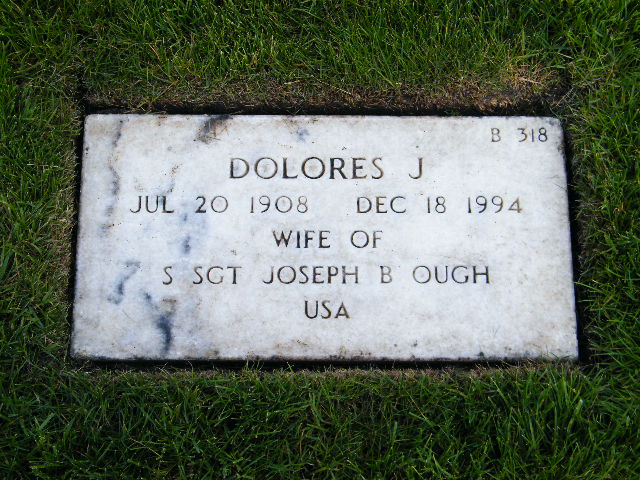 B 318
DOLORES J
JUL 20 1908 DEC 18 1994
WIFE OF
S SGT JOSEPH B OUGH
USA